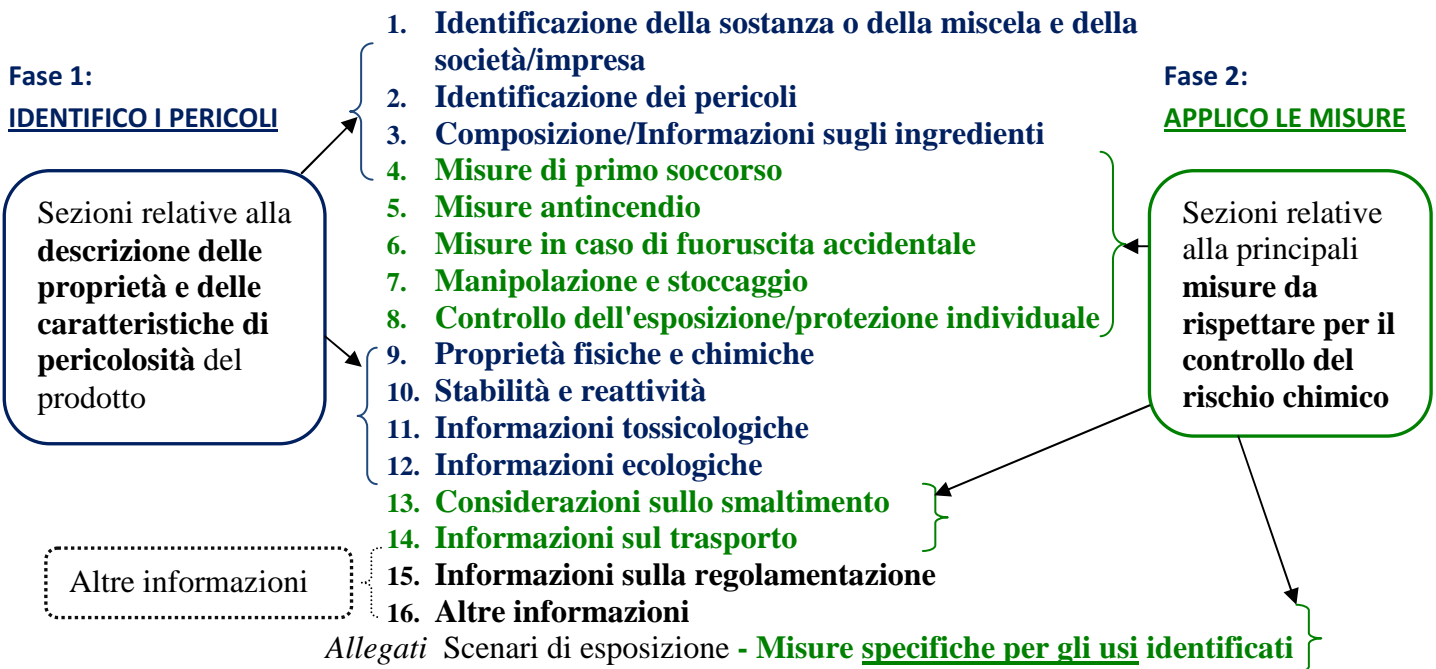 Fase 1:
IDENTIFICO I PERICOLI
Sezioni relative alla
descrizione delle
proprietà e delle
caratteristiche di
pericolosità del
prodotto
1. Identificazione della sostanza o della miscela e della
società/impresa
2. Identificazione dei pericoli
3. Composizione/Informazioni sugli ingredienti
4. Misure di primo soccorso
5. Misure antincendio
6. Misure in caso di fuoruscita accidentale
7. Manipolazione e stoccaggio
8. Controllo dell'esposizione/protezione individuale
9. Proprietà fisiche e chimiche
10. Stabilità e reattività
11. Informazioni tossicologiche
12. Informazioni ecologiche
13. Considerazioni sullo smaltimento
14. Informazioni sul trasporto
15. Informazioni sulla regolamentazione
16. Altre informazioni
Allegati Scenari di esposizione - Misure specifiche per gli usi identificati
Fase 2:
APPLICO LE MISURE
Sezioni relative
alla principali
misure da
rispettare per il
controllo del
rischio chimico
Altre informazioni